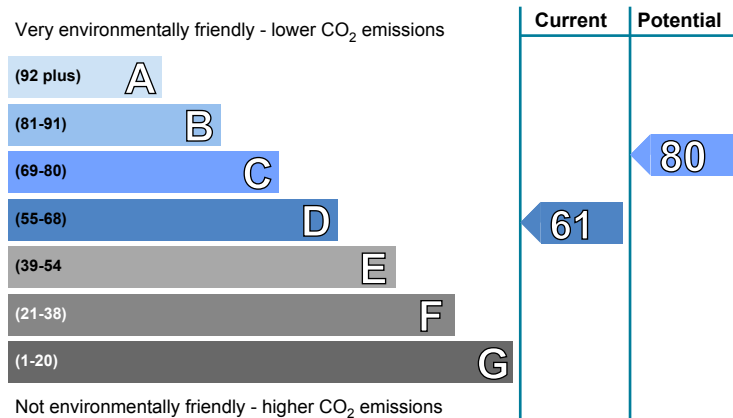 Current Potential
Very environmentally friendly - lower CO2 emissions
(92 plus) A
(81-91) B
(69-80) C
80
(55-68) D
61
(39-54 E
(21-38) F
(1-20) G
Not environmentally friendly - higher CO2 emissions